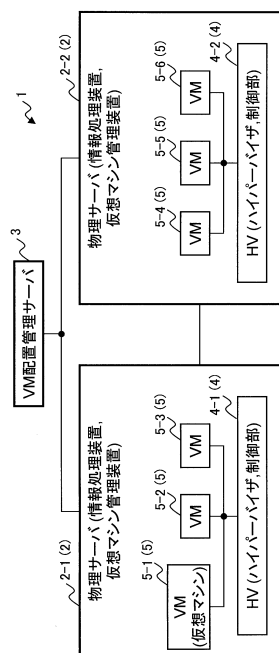 1
3
VM配置管理サーバ
2-1 (2)
物理サーバ (情報処理装置,
仮想マシン管理装置)
5-1 (5)
VM
(仮想マシン)
5-2 (5)
VM
5-3 (5)
VM
4-1 (4)
HV (ハイパーバイザ,制御部)
2-2 (2)
物理サーバ (情報処理装置,
仮想マシン管理装置)
5-4 (5)
VM
5-5 (5)
VM
5-6 (5)
VM
4-2 (4)
HV (ハイパーバイザ,制御部)